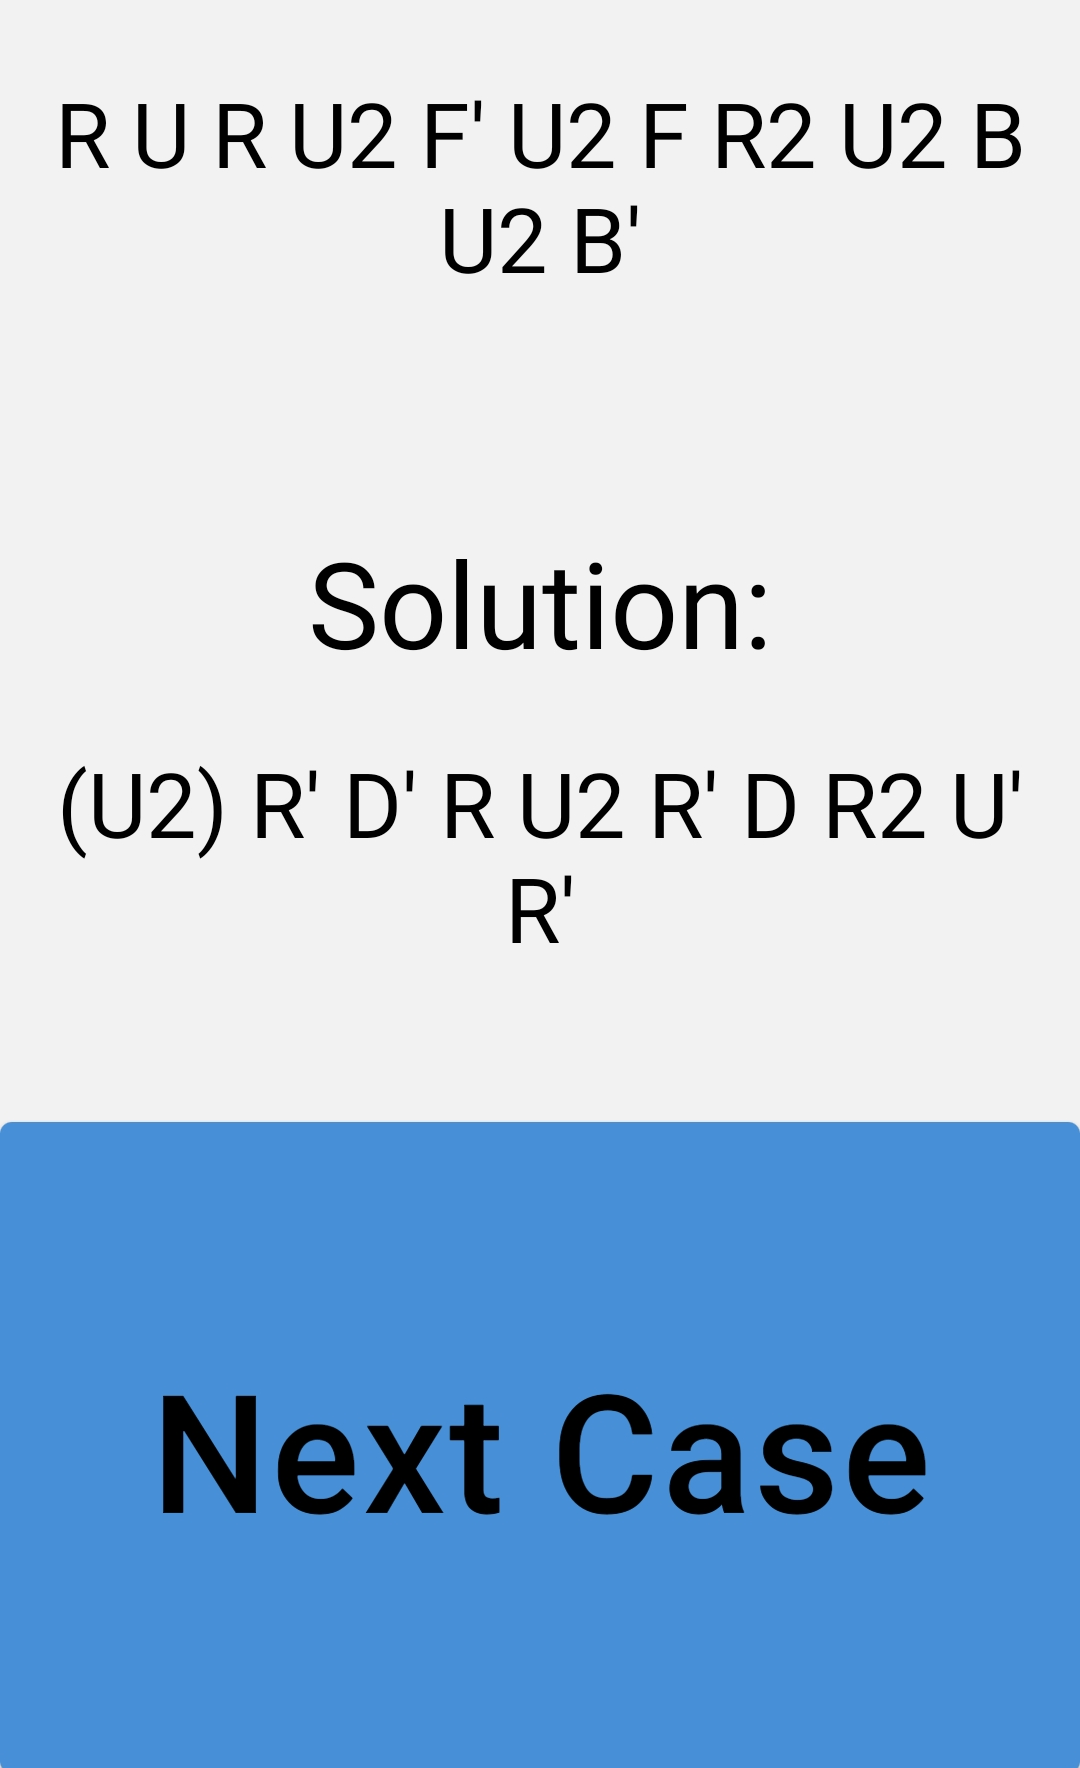 R U R U2 F' U2 F R2 U2 B
U2 B'
Solution:
(U2) R' D' R U2 R' D R2 U'
R'
Next Case